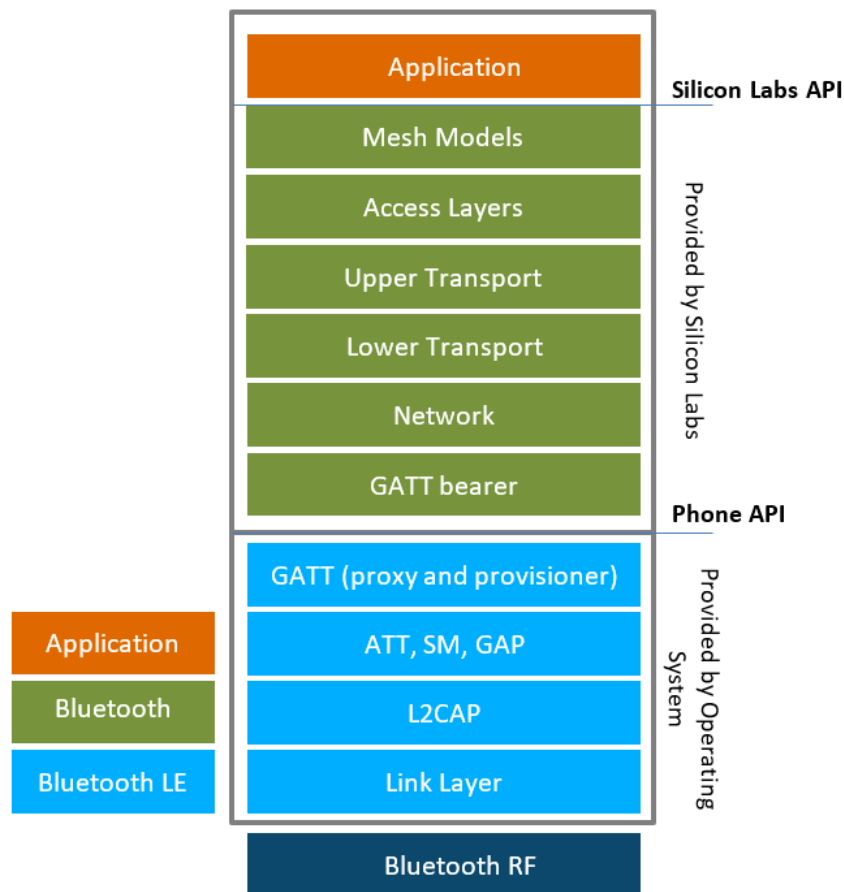 Application
Silicon Labs API
Mesh Models
Access Layers
Upper Transport
Lower Transport
Network
GATT bearer
Provided by Silicon Labs
Phone API
GATT (proxy and provisioner)
ATT, SM, GAP
L2CAP
Link Layer
Provided by Operating
System
Application
Bluetooth
Bluetooth LE
Bluetooth RF